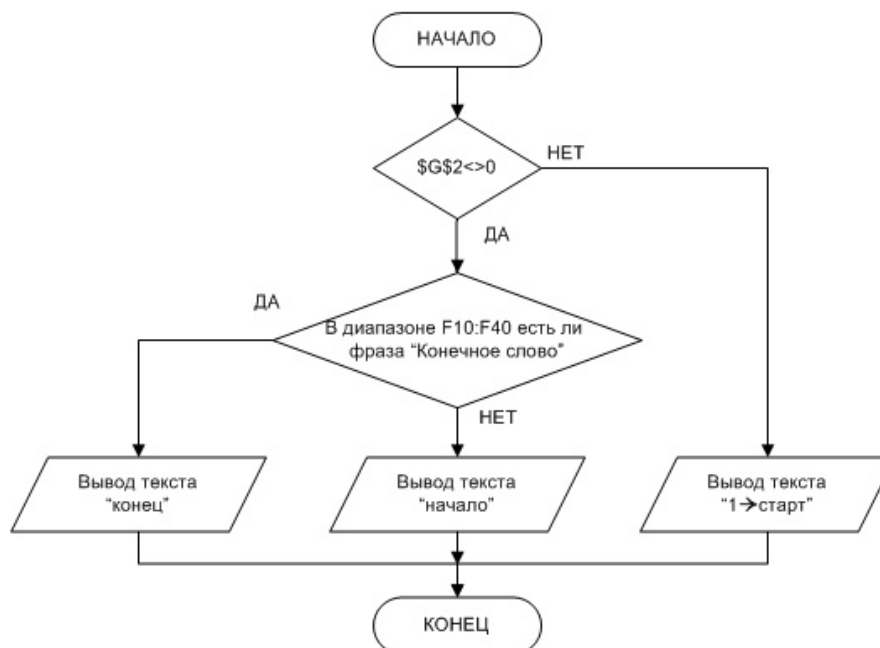 НАЧАЛО
$G$2<>0
НЕТ
ДА
ДА
В диапазоне F10:F40 есть ли
фраза “Конечное слово”
НЕТ
Вывод текста
“конец”
Вывод текста
“начало”
Вывод текста
“1→старт”
КОНЕЦ